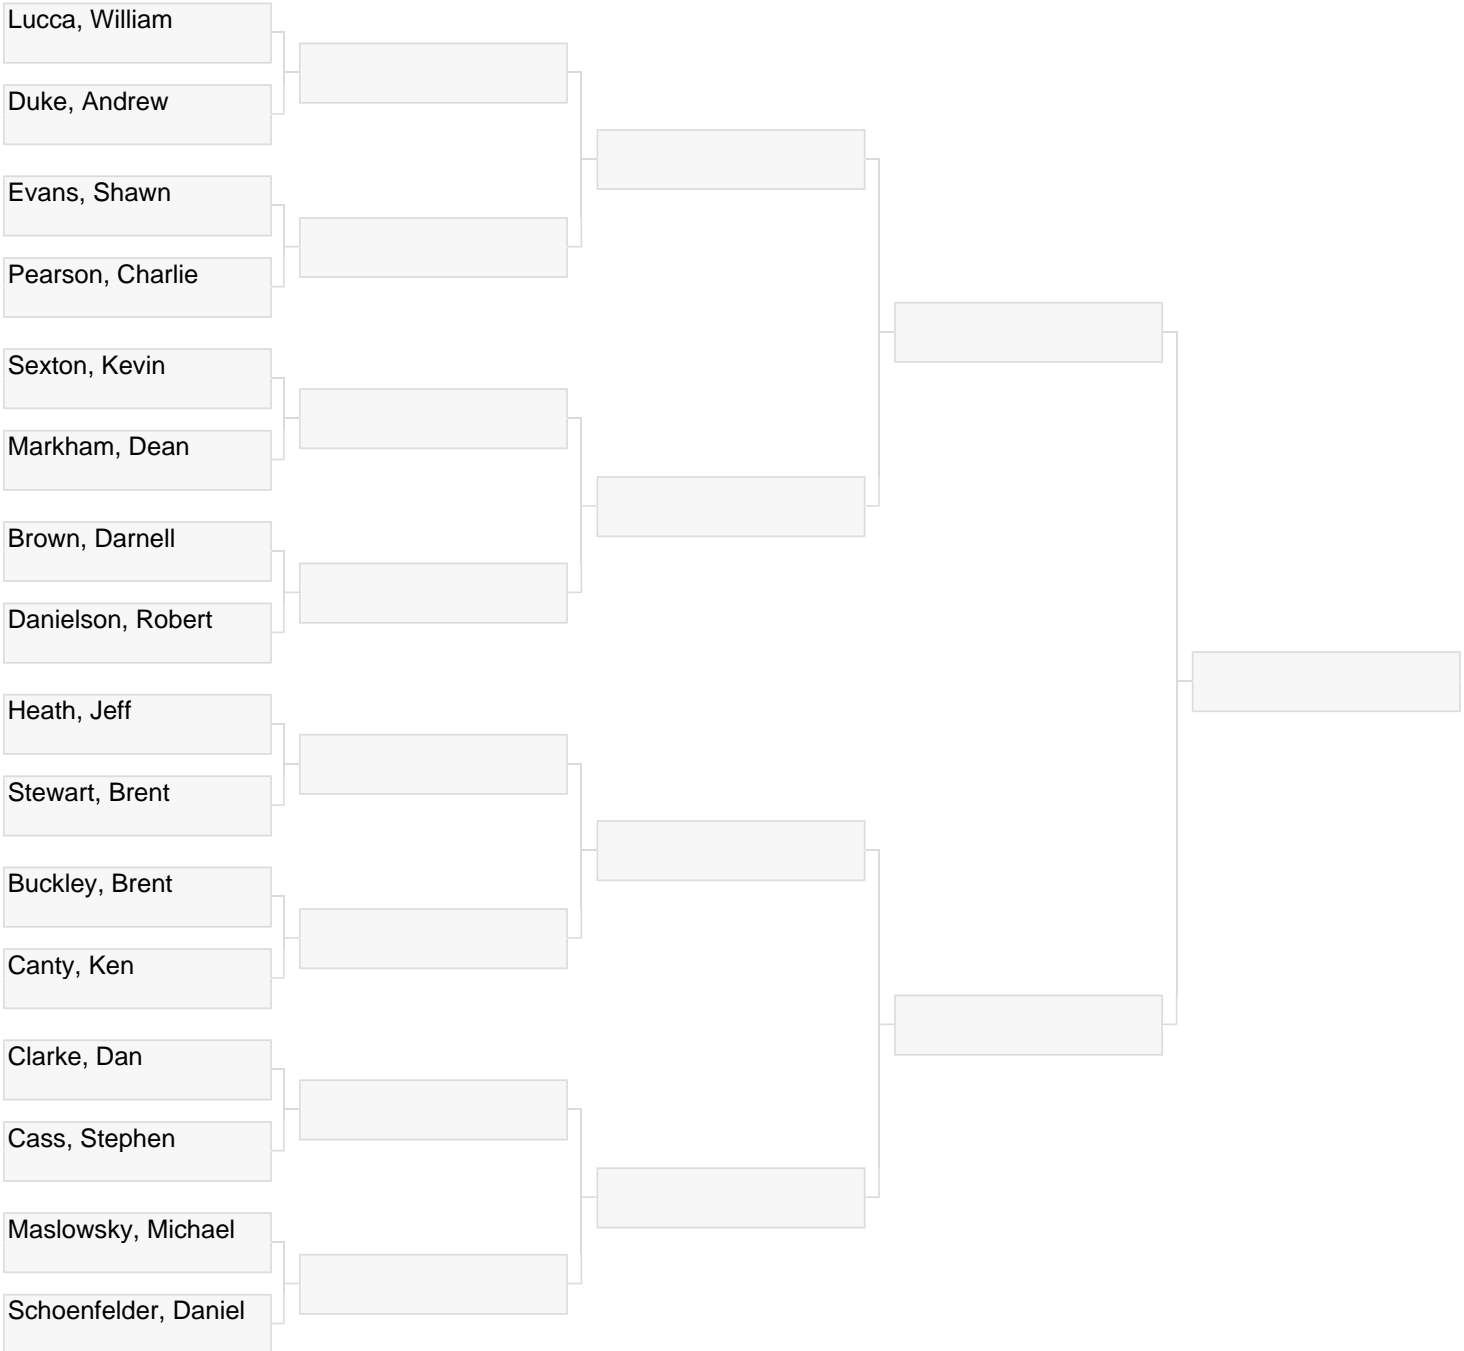 Lucca, William
Duke, Andrew
Evans, Shawn
Pearson, Charlie
Sexton, Kevin
Markham, Dean
Brown, Darnell
Danielson, Robert
Heath, Jeff
Stewart, Brent
Buckley, Brent
Canty, Ken
Clarke, Dan
Cass, Stephen
Maslowsky, Michael
Schoenfelder, Daniel